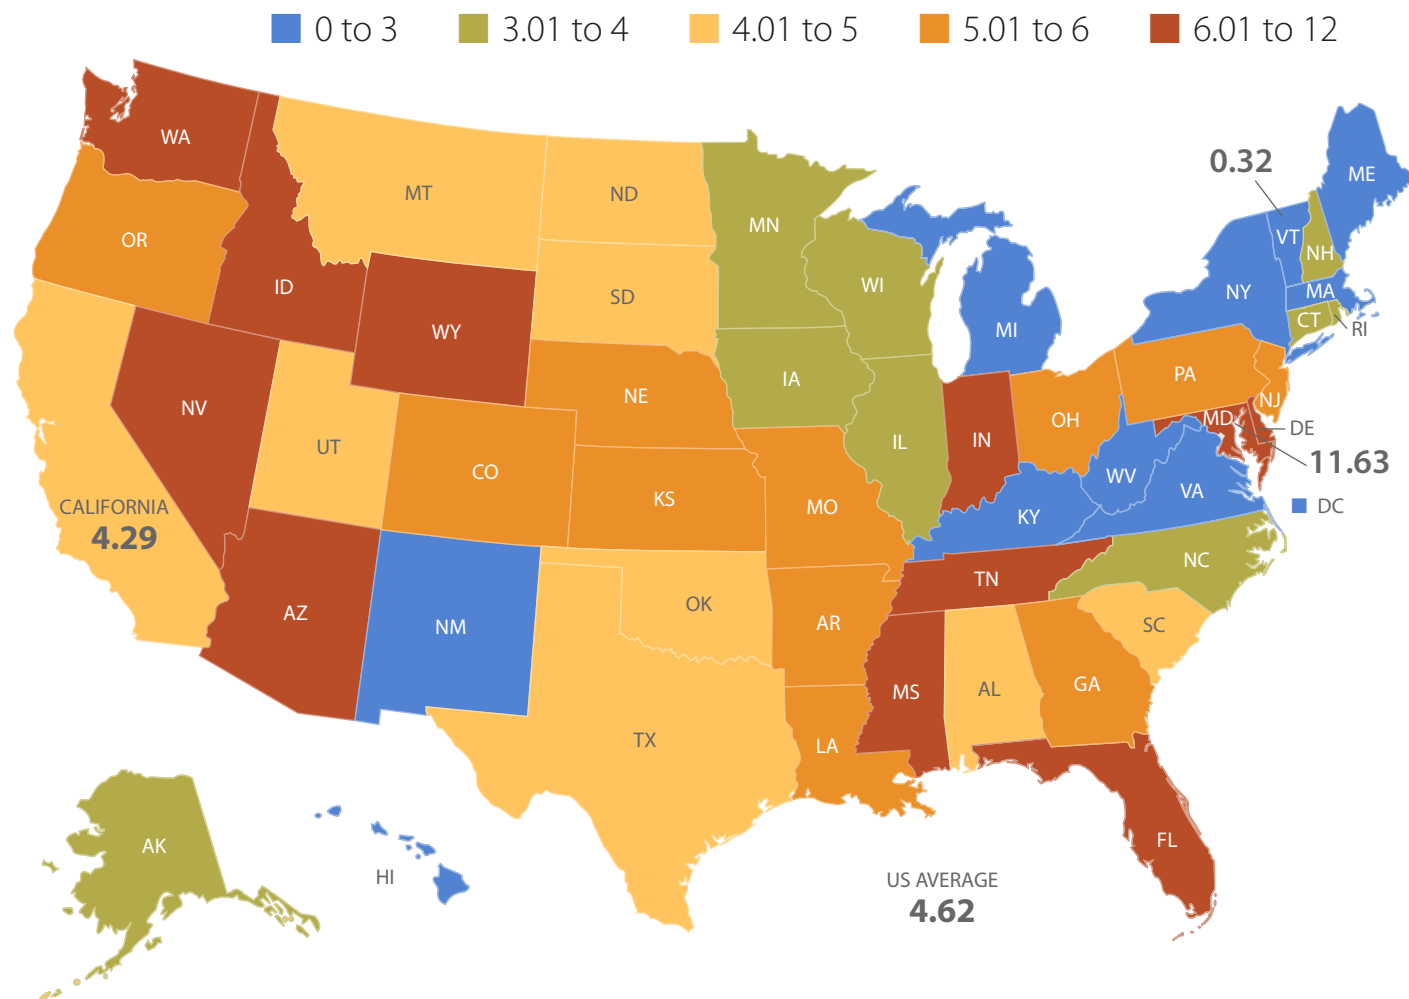 0 to 3 3.01 to 4 4.01 to 5 5.01 to 6 6.01 to 12
WA
0.32
ME
MT
ND
MN
OR
VT
NH
ID
SD
WI
NY
MA
WY
MI
CT
RI
IA
PA
NE
NV
NJ
OH
MD
DE
IN
IL
UT
CO
11.63
WV
KS
VA
CALIFORNIA
4.29
MO
DC
KY
NC
TN
OK
AZ
NM
AR
SC
GA
MS
AL
TX
LA
FL
AK
HI
US AVERAGE
4.62